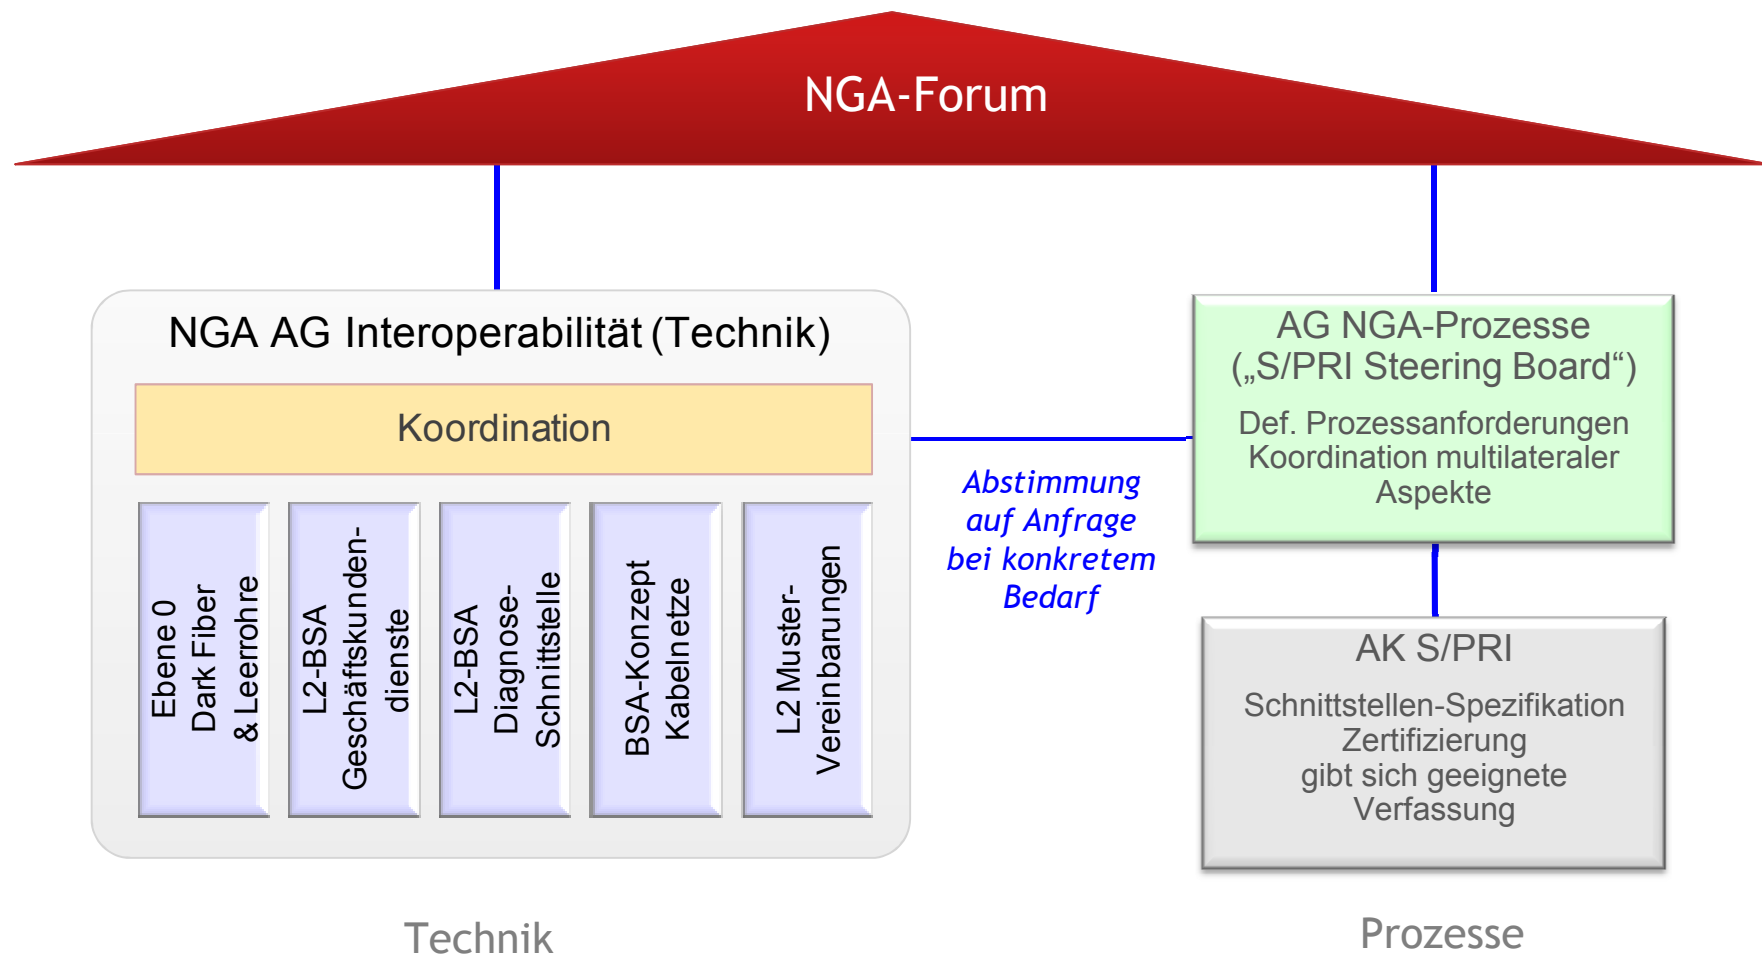 NGA-Forum
NGA AG Interoperabilität (Technik)
Koordination
Ebene 0
Dark Fiber
& Leerrohre
L2-BSA
Geschäftskunden-
dienste
L2-BSA
Diagnose-
Schnittstelle
BSA-Konzept
Kabelnetze
L2 Muster-
Vereinbarungen
Abstimmung
auf Anfrage
bei konkretem
Bedarf
AG NGA-Prozesse
(„S/PRI Steering Board“)
Def. Prozessanforderungen
Koordination multilateraler
Aspekte
AK S/PRI
Schnittstellen-Spezifikation
Zertifizierung
gibt sich geeignete
Verfassung
Technik
Prozesse